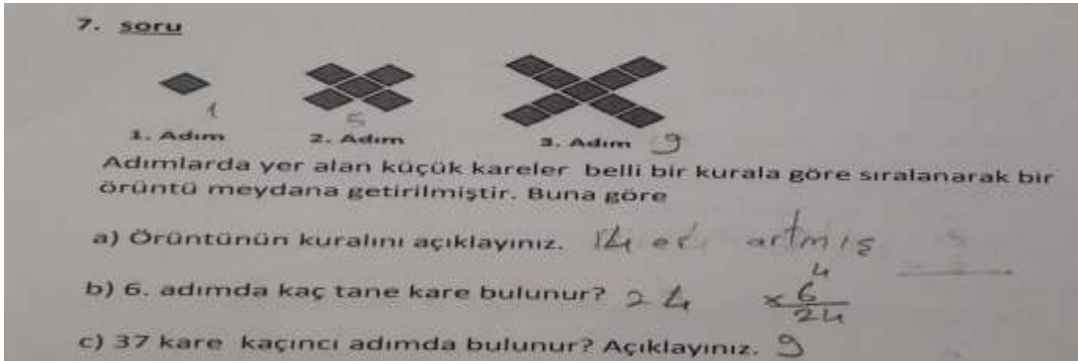 7. soru
1 5 9
1. Adım 2. Adım 3. Adım
Adımlarda yer alan küçük kareler belli bir kurala göre sıralanarak bir
örüntü meydana getirilmiştir. Buna göre
a) Örüntünün kuralını açıklayınız. artmış
4
b) 6. adımda kaç tane kare bulunur? 24 x6
24
c) 37 kare kaçıncı adımda bulunur? Açıklayınız. 9